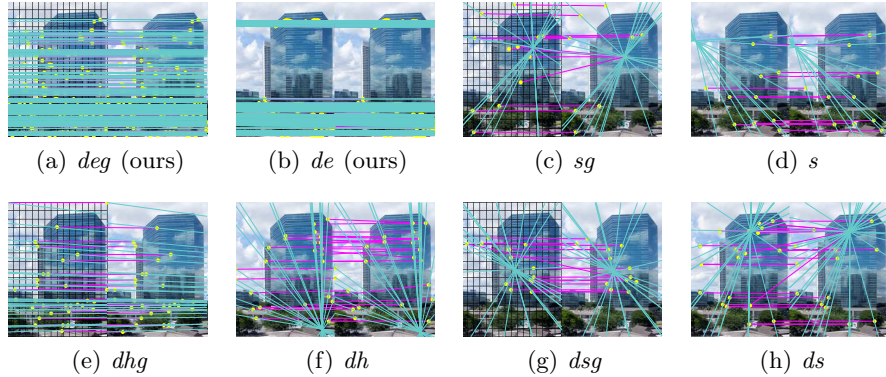 (a) deg (ours)
(b) de (ours)
(c) sg
(d) s
(e) dhg
(f) dh
(g) dsg
(h) ds